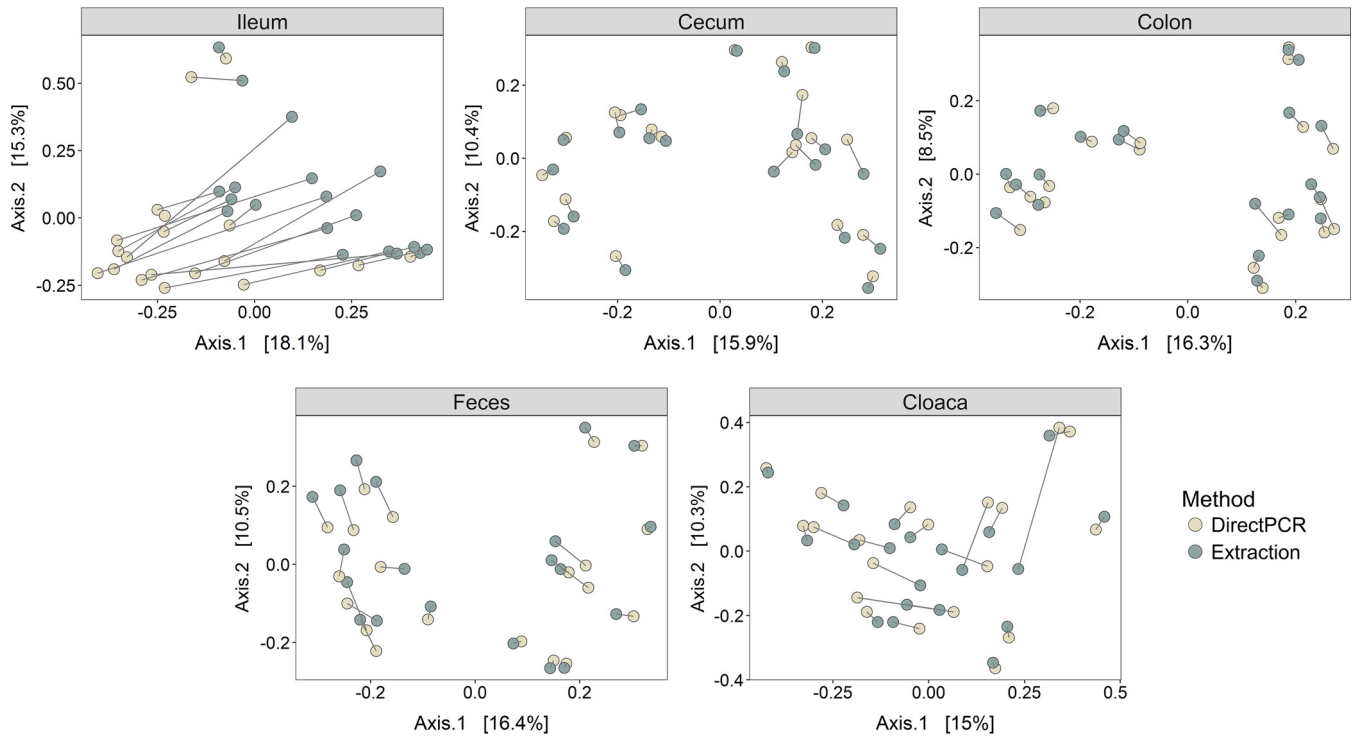 Ileum
Cecum
Colon
0.50
0.25
0.00
-0.25
Axis.2 [15.3%]
-0.25
0.00
0.25
Axis.1 [18.1%]
0.2
0.0
-0.2
Axis.2 [10.4%]
-0.2
0.0
0.2
Axis.1 [15.9%]
0.2
0.0
-0.2
Axis.2 [8.5%]
-0.2
0.0
0.2
Axis.1 [16.3%]
Feces
Cloaca
0.2
0.0
-0.2
Axis.2 [10.5%]
-0.2
0.0
0.2
Axis.1 [16.4%]
0.4
0.2
0.0
-0.2
-0.4
Axis.2 [10.3%]
-0.25
0.00
0.25
0.5
Axis.1 [15%]
Method
DirectPCR
Extraction